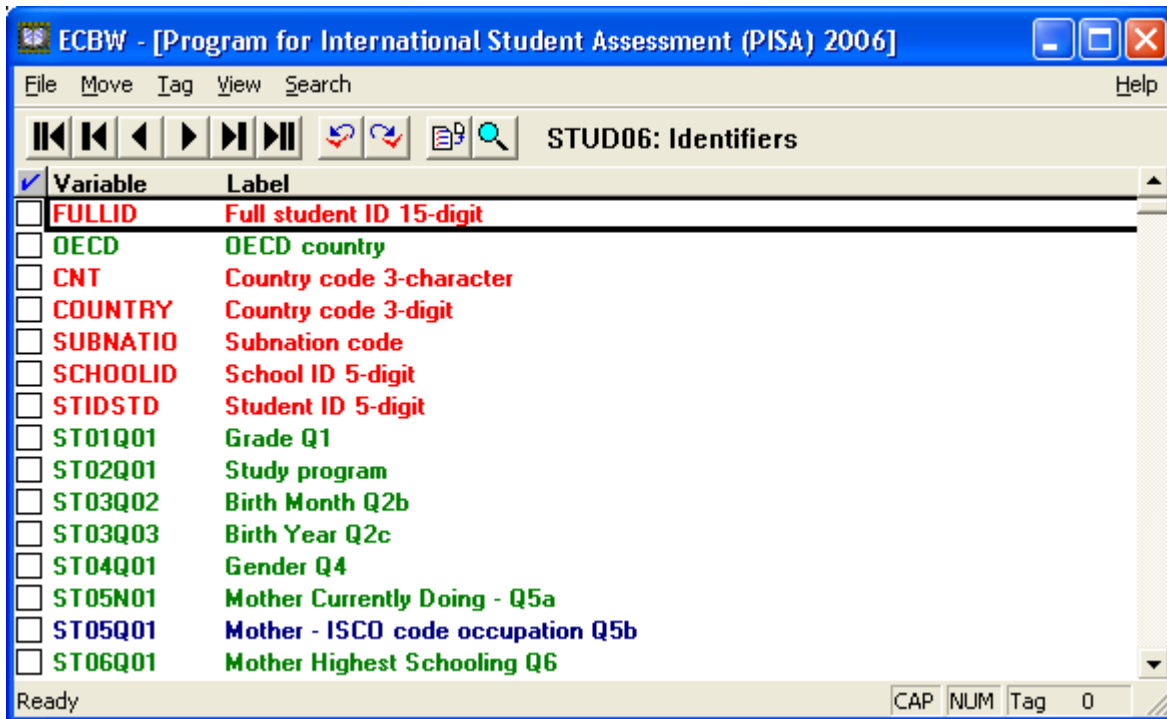 ECBW - [Program for International Student Assessment (PISA) 2006]
File Move Tag View Search Help
STUD06: Identifiers
Variable Label
FULLID Full student ID 15-digit
OECD OECD country
CNT Country code 3-character
COUNTRY Country code 3-digit
SUBNATIO Subnation code
SCHOOLID School ID 5-digit
STIDSTD Student ID 5-digit
ST01Q01 Grade Q1
ST02Q01 Study program
ST03Q02 Birth Month Q2b
ST03Q03 Birth Year Q2c
ST04Q01 Gender Q4
ST05N01 Mother Currently Doing - Q5a
ST05Q01 Mother - ISCO code occupation Q5b
ST06Q01 Mother Highest Schooling Q6
Ready CAP NUM Tag 0